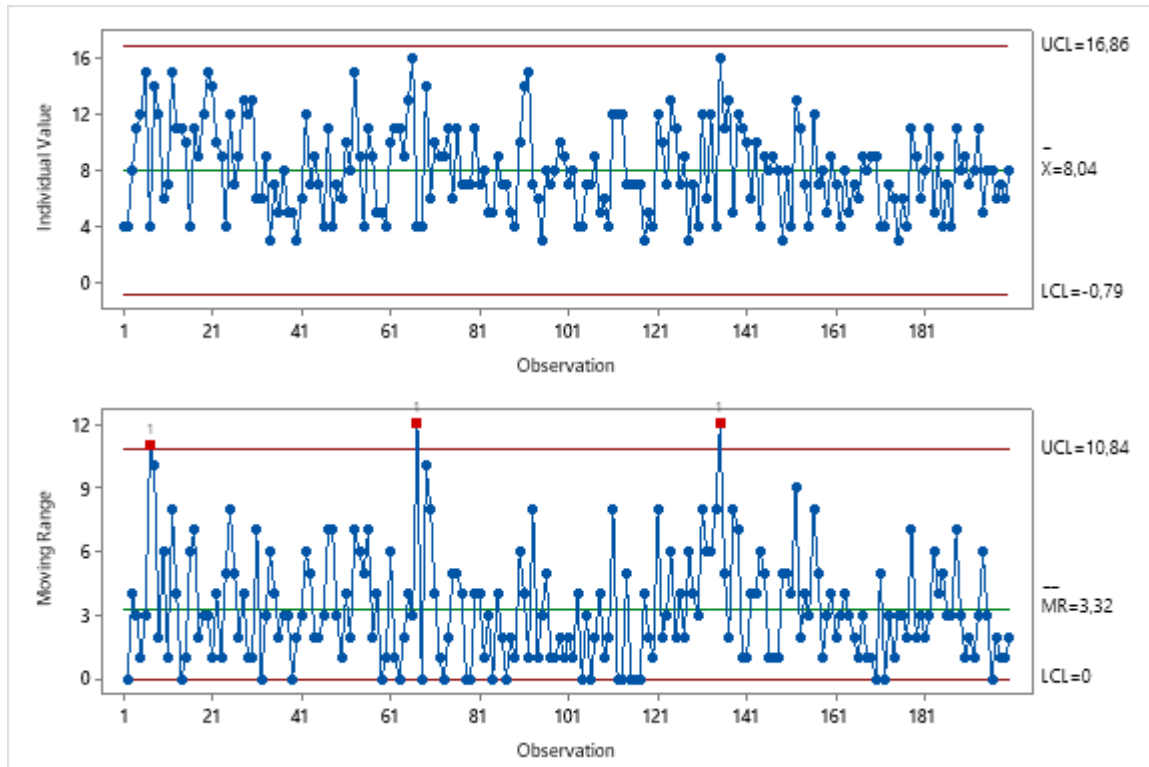 16
12
8
4
0
Individual Value
UCL=16,86
_
X=8,04
LCL=-0,79
1 21 41 61 81 101 121 141 161 181
Observation
12
9
6
3
0
Moving Range
1 1 1
UCL=10,84
__
MR=3,32
LCL=0
1 21 41 61 81 101 121 141 161 181
Observation